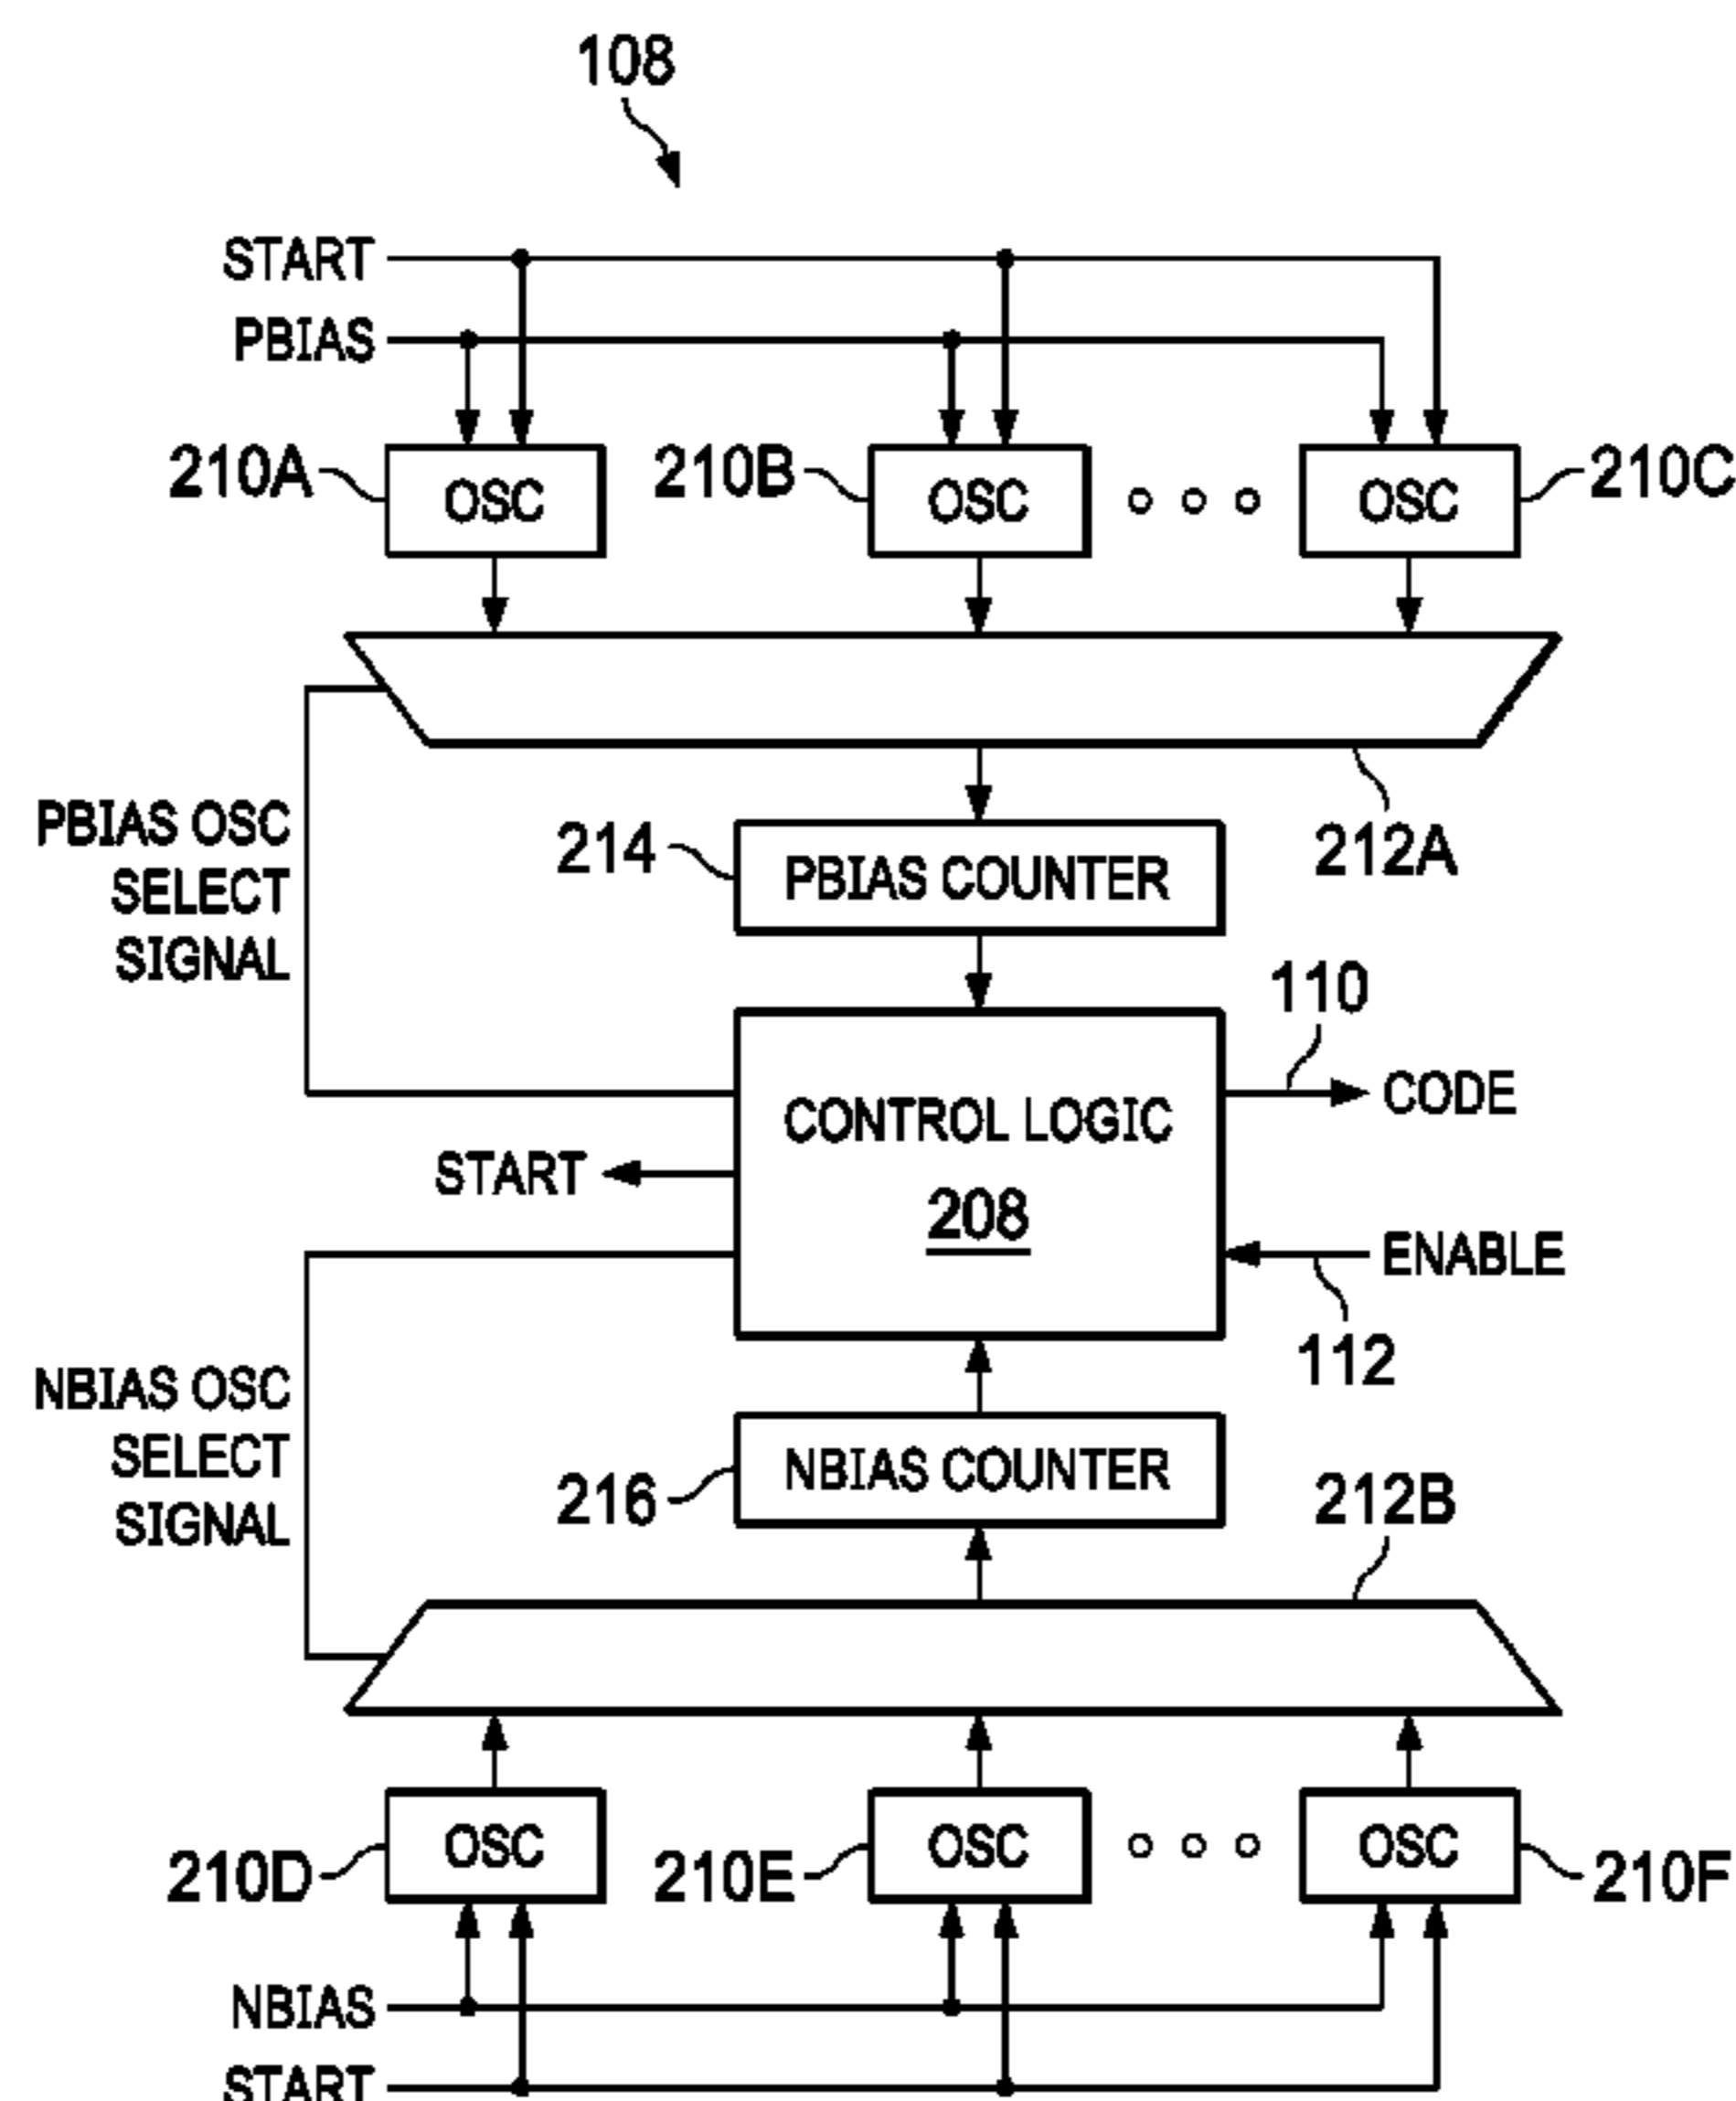 108
START
PBIAS
210A
OSC
210B
OSC
OSC
210C
PBIAS OSC
SELECT
SIGNAL
214
PBIAS COUNTER
212A
110
CODE
CONTROL LOGIC
208
START
ENABLE
112
NBIAS OSC
SELECT
SIGNAL
216
NBIAS COUNTER
212B
210D
OSC
210E
OSC
OSC
210F
NBIAS
START